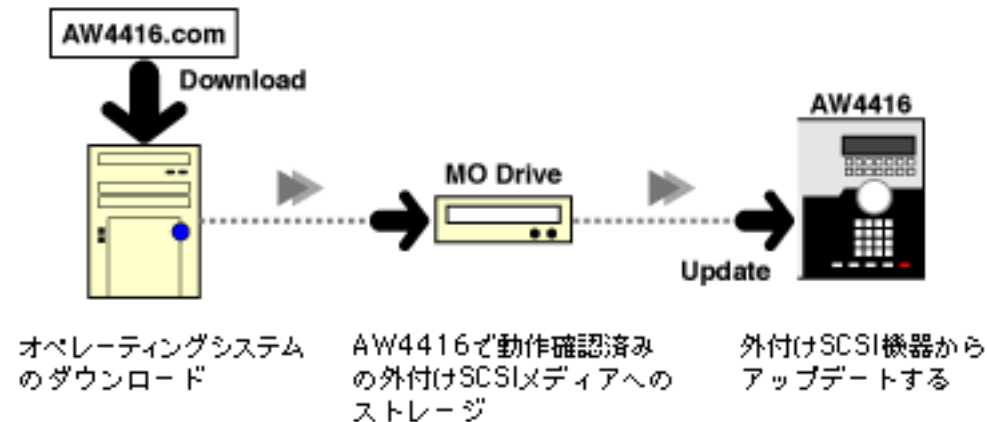 AW4416.com
Download
AW4416
MO Drive
Update
オペレーティングシステム
のダウンロード
AW4416で動作確認済み
の外付けSCSIメディアへの
ストレージ
外付けSCSI機器から
アップデートする